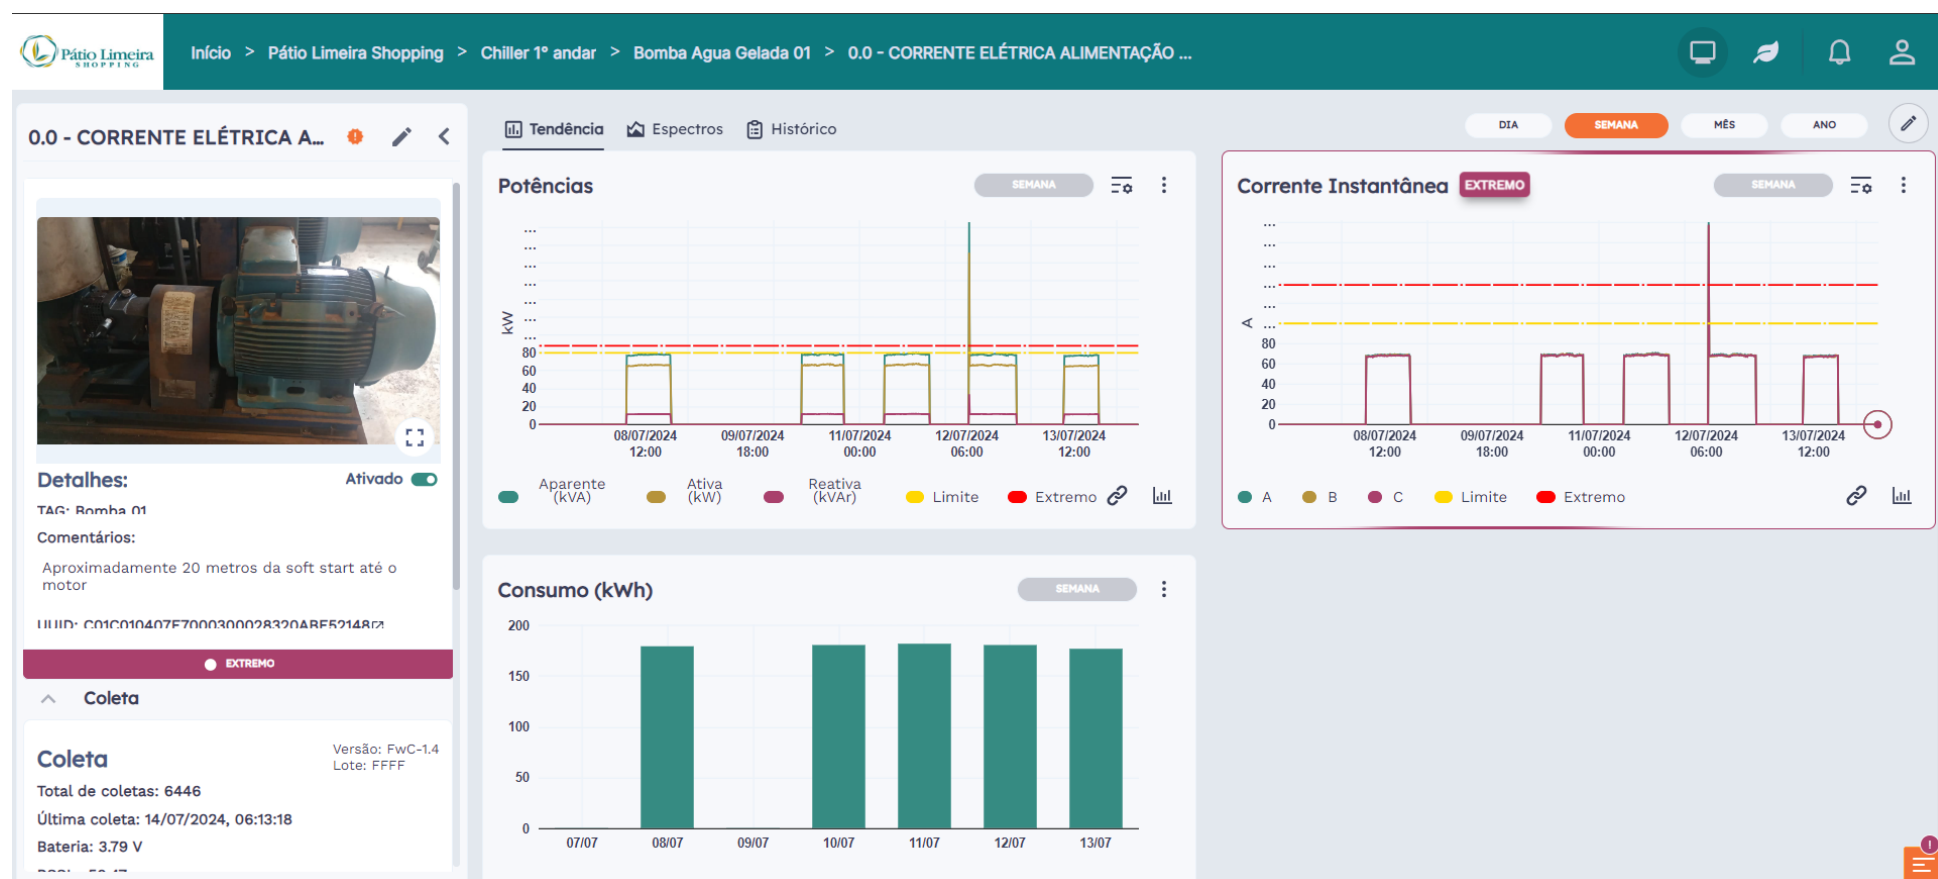 Pátio Limeira
SHOPPING
Início > Pátio Limeira Shopping > Chiller 1° andar > Bomba Agua Gelada 01 > 0.0 - CORRENTE ELÉTRICA ALIMENTAÇÃO ...
0.0 - CORRENTE ELÉTRICA A...
Detalhes:
Ativado
TAG: Bomba 01
Comentários:
Aproximadamente 20 metros da soft start até o
motor
UUID: C01C010407E7000300028320ABE52148
EXTREMO
Coleta
Coleta
Versão: FwC-1.4
Lote: FFFF
Total de coletas: 6446
Última coleta: 14/07/2024, 06:13:18
Bateria: 3.79 V
Tendência
Espectros
Histórico
DIA
SEMANA
MÊS
ANO
Potências
SEMANA
...
...
...
...
...
...
...
80
60
40
20
0
kW
08/07/2024
12:00
09/07/2024
18:00
11/07/2024
00:00
12/07/2024
06:00
13/07/2024
12:00
Aparente
(kVA)
Ativa
(kW)
Reativa
(kVAr)
Limite
Extremo
Corrente Instantânea
EXTREMO
SEMANA
...
...
...
...
...
...
80
60
40
20
0
A
08/07/2024
12:00
09/07/2024
18:00
11/07/2024
00:00
12/07/2024
06:00
13/07/2024
12:00
A
B
C
Limite
Extremo
Consumo (kWh)
SEMANA
200
150
100
50
0
07/07
08/07
09/07
10/07
11/07
12/07
13/07
!